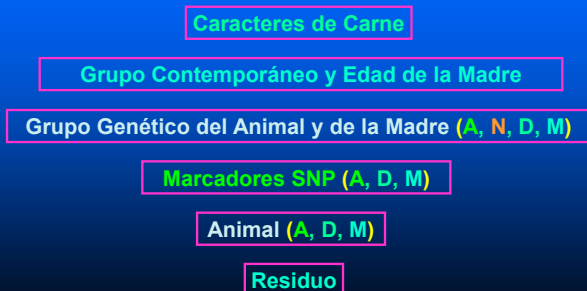 Caracteres de Carne
Grupo Contemporáneo y Edad de la Madre
Grupo Genético del Animal y de la Madre (A, N, D, M)
Marcadores SNP (A, D, M)
Animal (A, D, M)
Residuo